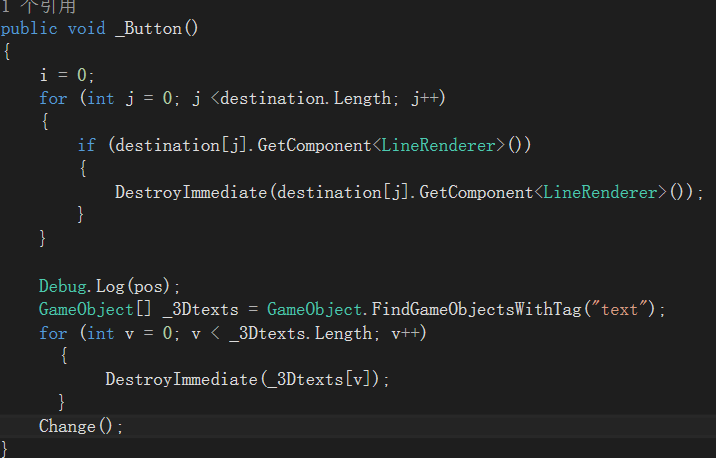 1 个引用
public void _Button()
{
i = 0;
for (int j = 0; j <destination.Length; j++)
{
if (destination[j].GetComponent<LineRenderer>())
{
DestroyImmediate(destination[j].GetComponent<LineRenderer>());
}
}
Debug.Log(pos);
GameObject[] _3Dtexts = GameObject.FindGameObjectsWithTag("text");
for (int v = 0; v < _3Dtexts.Length; v++)
{
DestroyImmediate(_3Dtexts[v]);
}
Change();
}